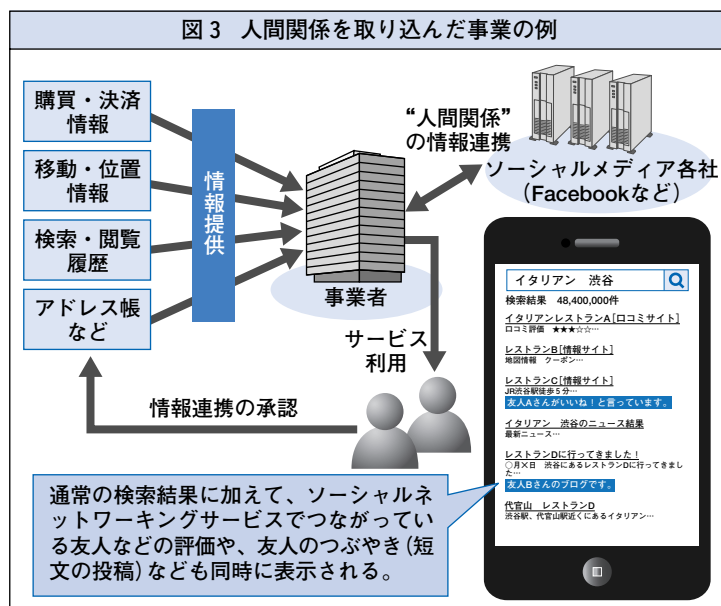 図3 人間関係を取り込んだ事業の例
購買・決済
情報
移動・位置
情報
検索・閲覧
履歴
アドレス帳
など
情報提供
事業者
“人間関係”
の情報連携
ソーシャルメディア各社
(Facebookなど)
サービス
利用
情報連携の承認
イタリアン 渋谷
検索結果 48,400,000件
イタリアンレストランA[口コミサイト]
口コミ評価 ★★★☆☆…
レストランB[情報サイト]
地図情報 クーポン…
レストランC[情報サイト]
JR渋谷駅徒歩5分…
友人Aさんがいいね!と言っています。
イタリアン 渋谷のニュース結果
最新ニュース…
レストランDに行ってきました!
○月×日 渋谷にあるレストランDに行ってきまし
た…
友人Bさんのブログです。
代官山 レストランD
渋谷駅、代官山駅近くにあるイタリアン…
通常の検索結果に加えて、ソーシャルネ
ットワーキングサービスでつながってい
る友人などの評価や、友人のつぶやき(短
文の投稿)なども同時に表示される。